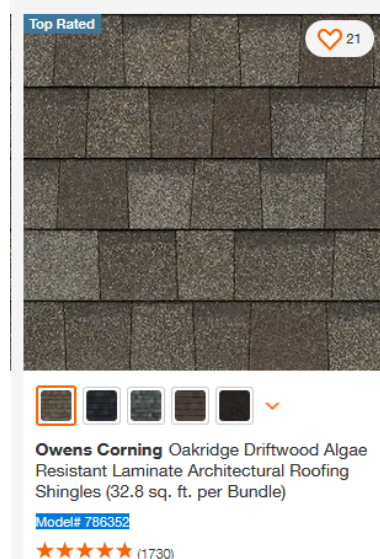 Top Rated
21
Owens Corning Oakridge Driftwood Algae
Resistant Laminate Architectural Roofing
Shingles (32.8 sq. ft. per Bundle)
Model# 786352
(1730)